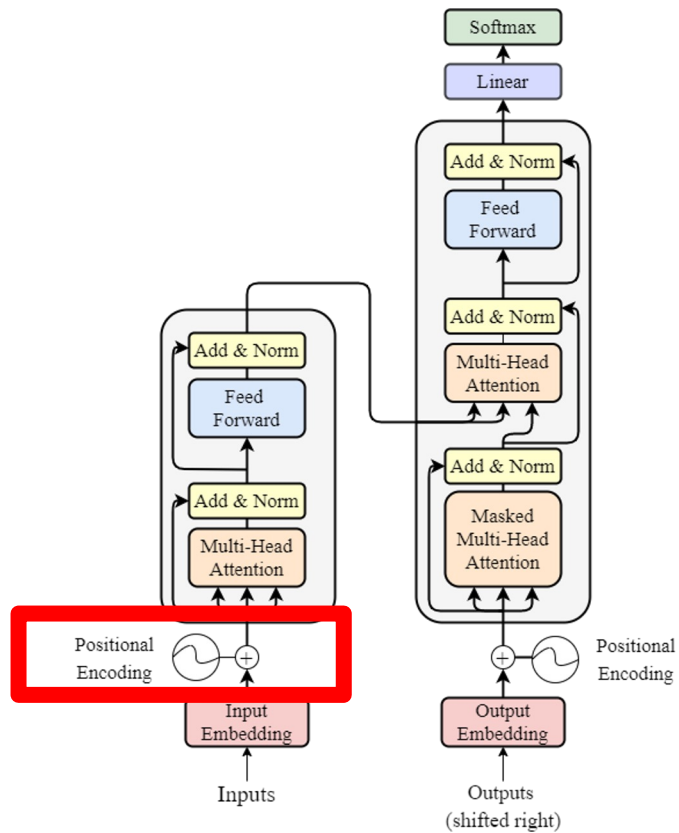 Softmax
Linear
Add & Norm
Feed
Forward
Add & Norm
Multi-Head
Attention
Add & Norm
Masked
Multi-Head
Attention
Positional
Encoding
Output
Embedding
Outputs
(shifted right)
Add & Norm
Feed
Forward
Add & Norm
Multi-Head
Attention
Positional
Encoding
Input
Embedding
Inputs